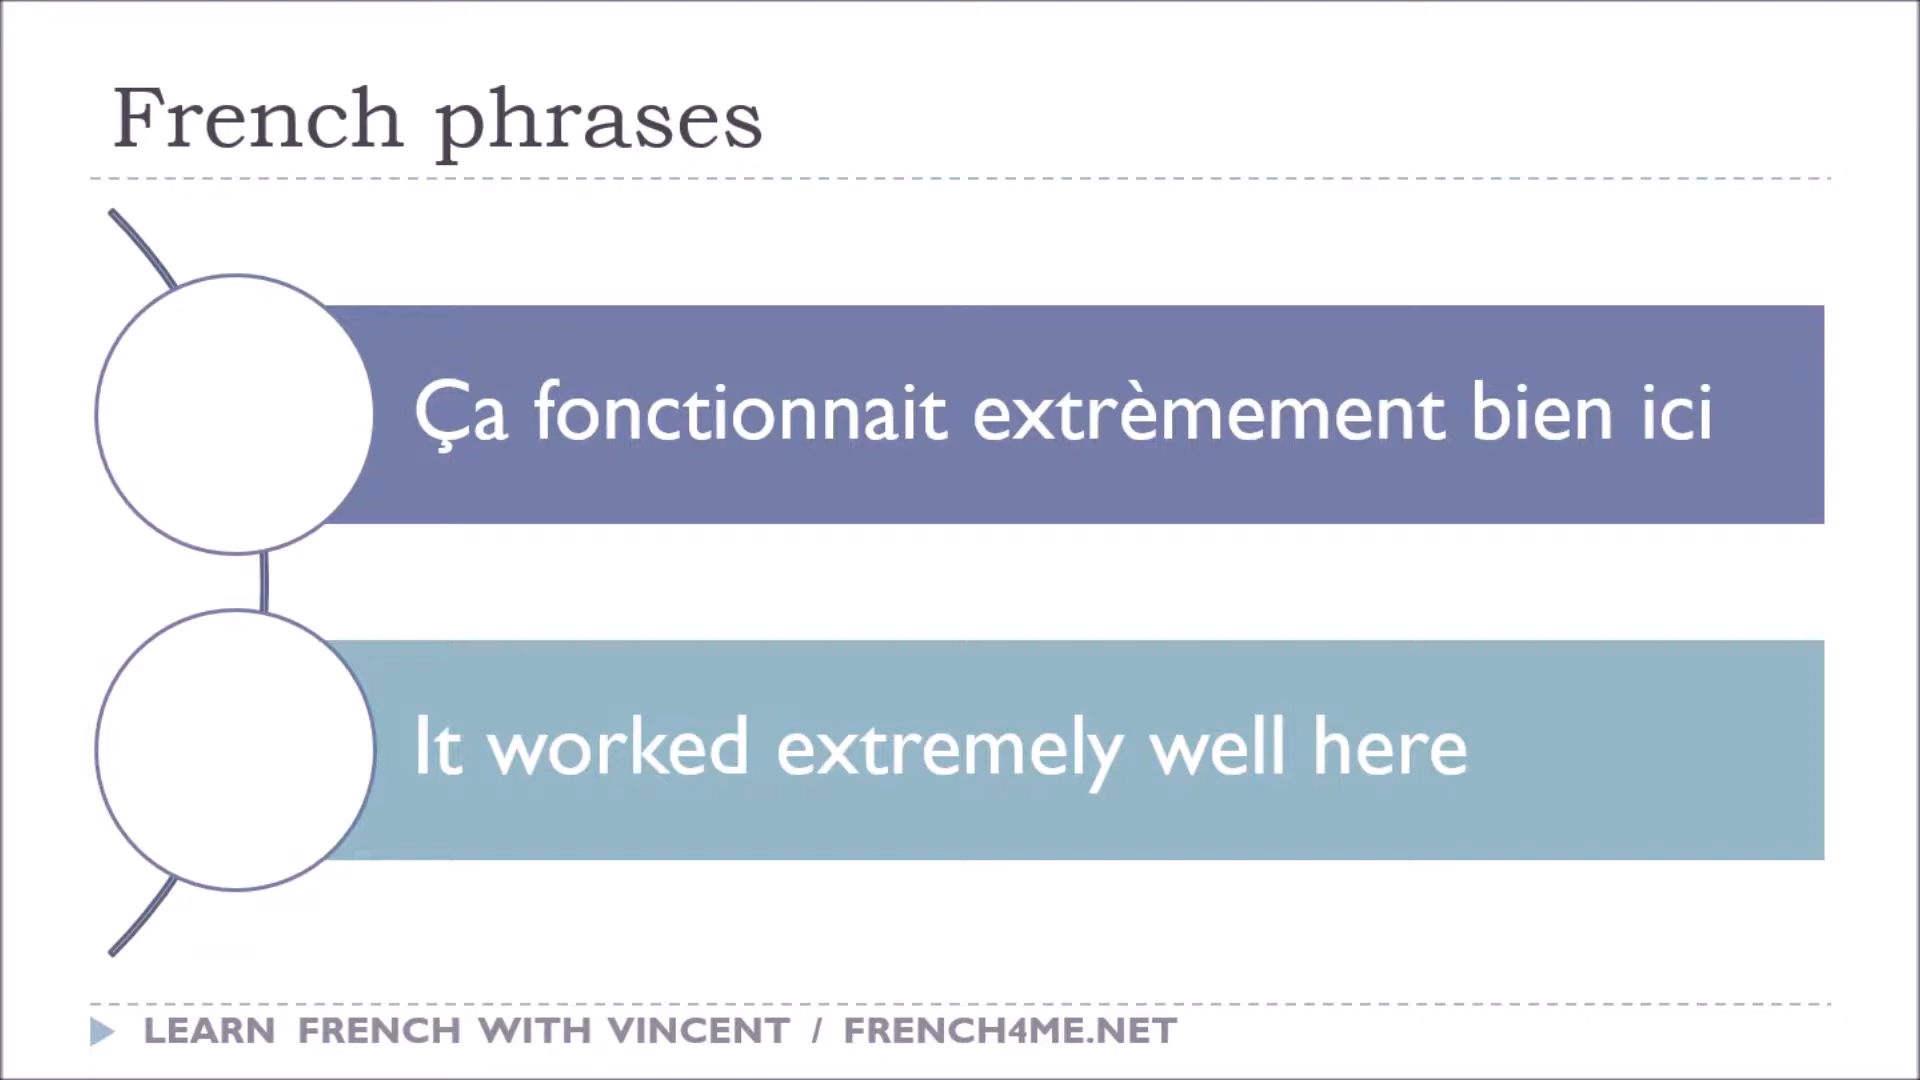 French phrases
Ça fonctionnait extrèmement bien ici
It worked extremely well here
LEARN FRENCH WITH VINCENT / FRENCH4ME.NET